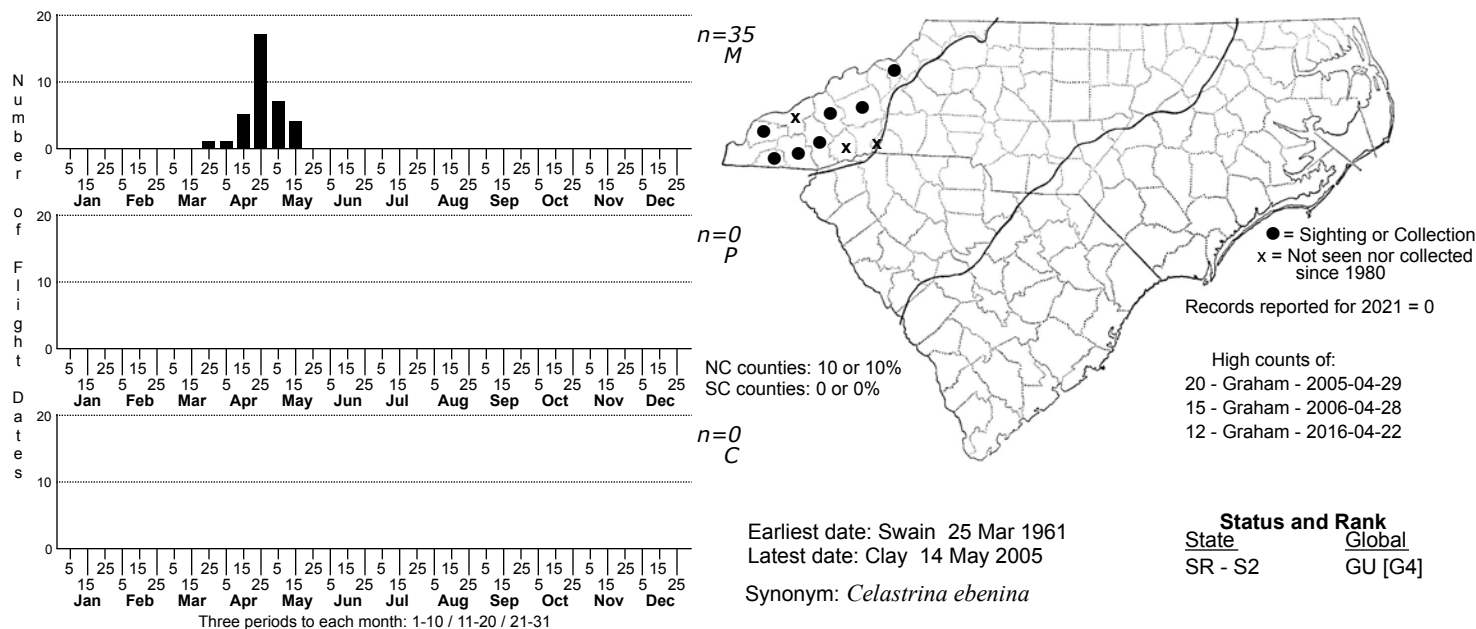 Number of Flight Dates
20
10
0
5 15 25 5 15 25 5 15 25 5 15 25 5 15 25 5 15 25 5 15 25 5 15 25 5 15 25 5 15 25 5 15 25 5 15 25
Jan Feb Mar Apr May Jun Jul Aug Sep Oct Nov Dec
n=35
M
20
10
0
5 15 25 5 15 25 5 15 25 5 15 25 5 15 25 5 15 25 5 15 25 5 15 25 5 15 25 5 15 25 5 15 25 5 15 25
Jan Feb Mar Apr May Jun Jul Aug Sep Oct Nov Dec
n=0
P
20
10
0
5 15 25 5 15 25 5 15 25 5 15 25 5 15 25 5 15 25 5 15 25 5 15 25 5 15 25 5 15 25 5 15 25 5 15 25
Jan Feb Mar Apr May Jun Jul Aug Sep Oct Nov Dec
n=0
C
Three periods to each month: 1-10 / 11-20 / 21-31
x
x
x
= Sighting or Collection
x = Not seen nor collected
since 1980
Records reported for 2021 = 0
NC counties: 10 or 10%
SC counties: 0 or 0%
High counts of:
20 - Graham - 2005-04-29
15 - Graham - 2006-04-28
12 - Graham - 2016-04-22
Earliest date: Swain 25 Mar 1961
Latest date: Clay 14 May 2005
Synonym: Celastrina ebenina
Status and Rank
State Global
SR - S2 GU [G4]